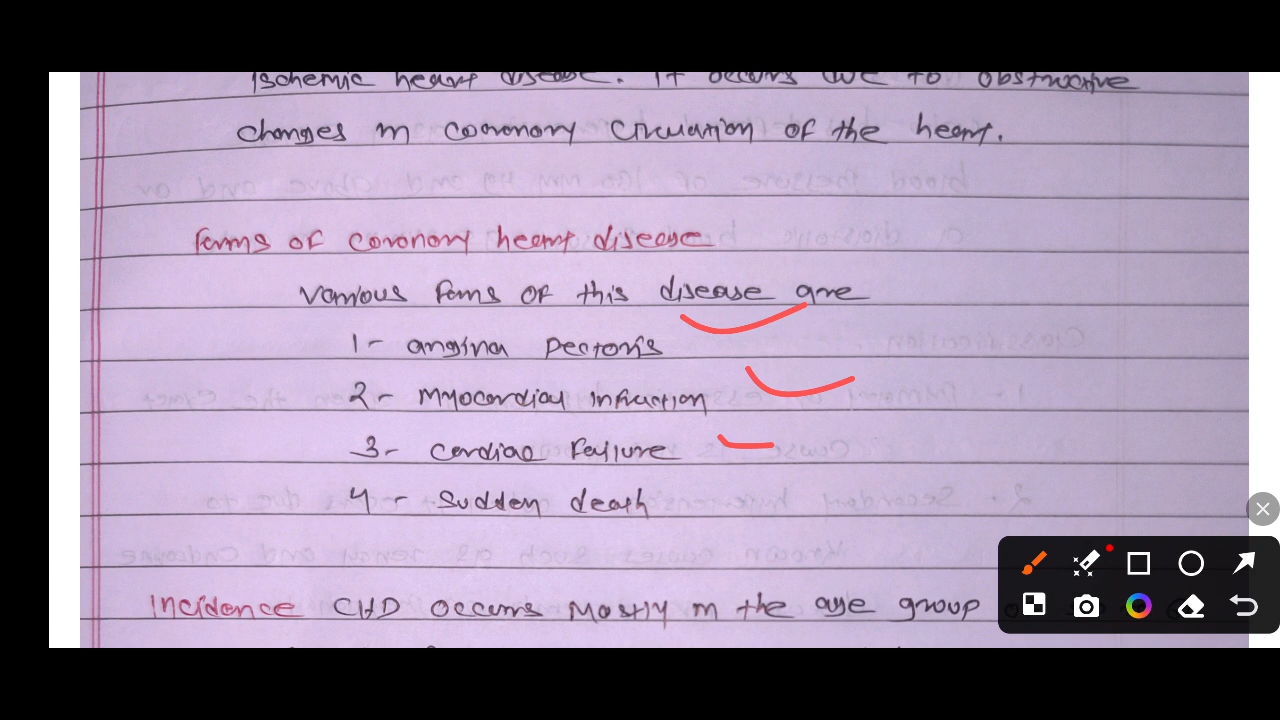 Ischemic heart disease. It occurs due to obstructive
changes in coronary circulation of the heart.
Forms of coronory heart disease
Various forms of this disease are
1- angina pectoris
2- Myocardial infraction
3- Cardiac failure
4- Sudden death
Incidence CHD occurs mostly in the age group